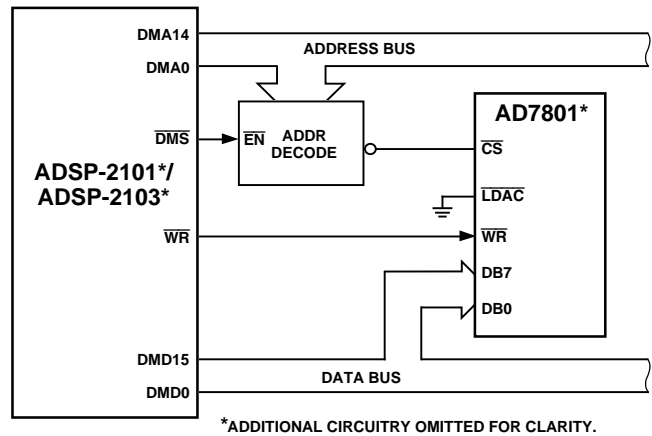 DMA14
ADDRESS BUS
DMA0
AD7801*
DMS
EN
ADDR
DECODE
CS
ADSP-2101*/
ADSP-2103*
LDAC
WR
WR
DB7
DB0
DMD15
DATA BUS
DMD0
*ADDITIONAL CIRCUITRY OMITTED FOR CLARITY.